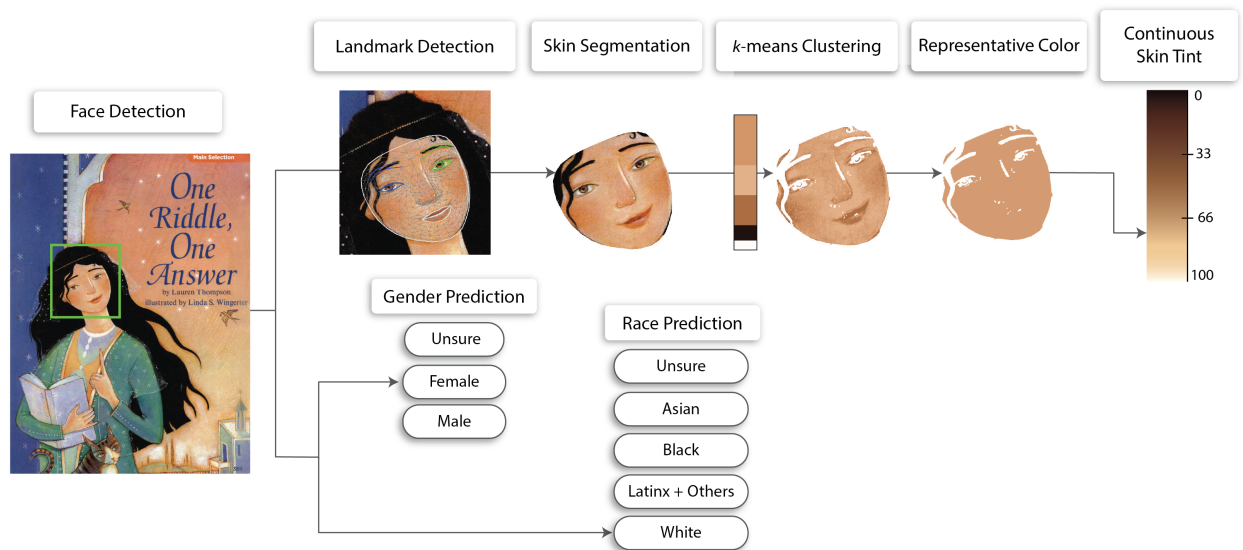 Face Detection
Main Selection
One
Riddle,
One
Answer
by Lauren Thompson
illustrated by Linda S. Wingerter
Landmark Detection
Skin Segmentation
k-means Clustering
Representative Color
Continuous
Skin Tint
0
33
66
100
Gender Prediction
Unsure
Female
Male
Race Prediction
Unsure
Asian
Black
Latinx + Others
White